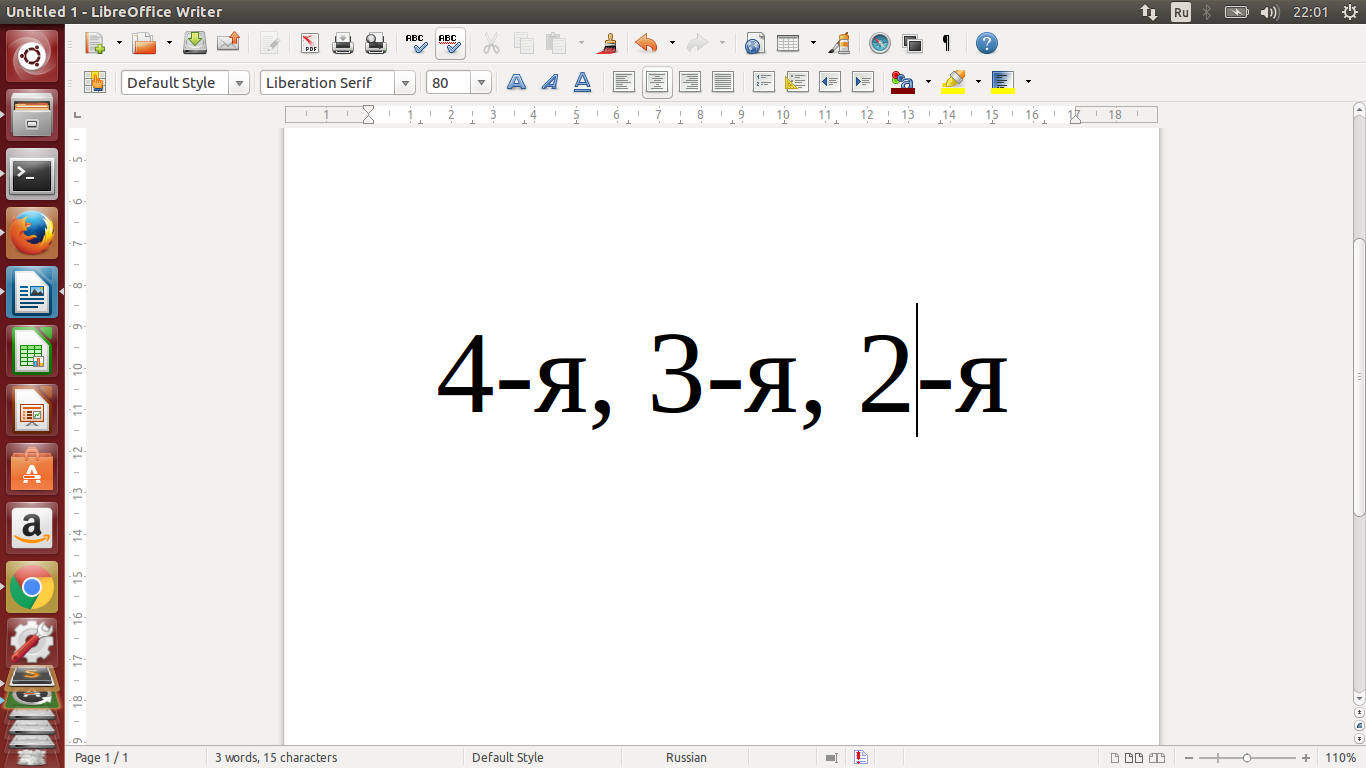 Untitled 1 - LibreOffice Writer
Ru
22:01
PDF
ABC
ABC
¶
?
Default Style
Liberation Serif
80
A A A
a A
1 1 2 3 4 5 6 7 8 9 10 11 12 13 14 15 16 17 18
5
6
7
8
9
10
11
12
13
14
15
16
17
18
4-я, 3-я, 2-я
Page 1 / 1
3 words, 15 characters
Default Style
Russian
110%